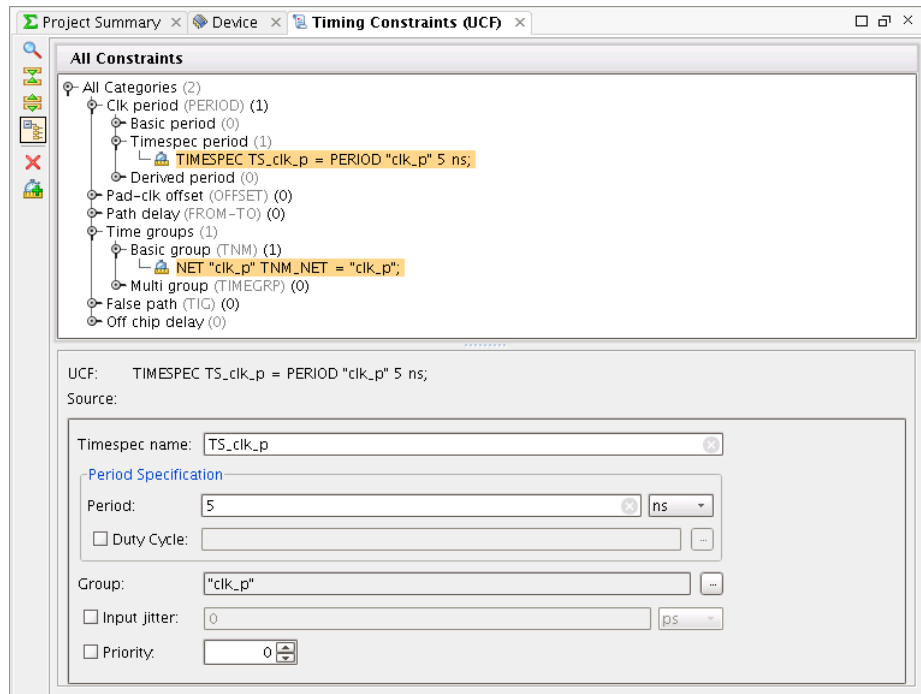 Σ Project Summary × Device × Timing Constraints (UCF) ×
All Constraints
All Categories (2)
Clk period (PERIOD) (1)
Basic period (0)
Timespec period (1)
TIMESPEC TS_clk_p = PERIOD "clk_p" 5 ns;
Derived period (0)
Pad-clk offset (OFFSET) (0)
Path delay (FROM-TO) (0)
Time groups (1)
Basic group (TNM) (1)
NET "clk_p" TNM_NET = "clk_p";
Multi group (TIMEGRP) (0)
False path (TIG) (0)
Off chip delay (0)
UCF: TIMESPEC TS_clk_p = PERIOD "clk_p" 5 ns;
Source:
Timespec name: TS_clk_p
Period Specification
Period: 5 ns
Duty Cycle: ...
Group: "clk_p" ...
Input jitter: 0 ps
Priority: 0